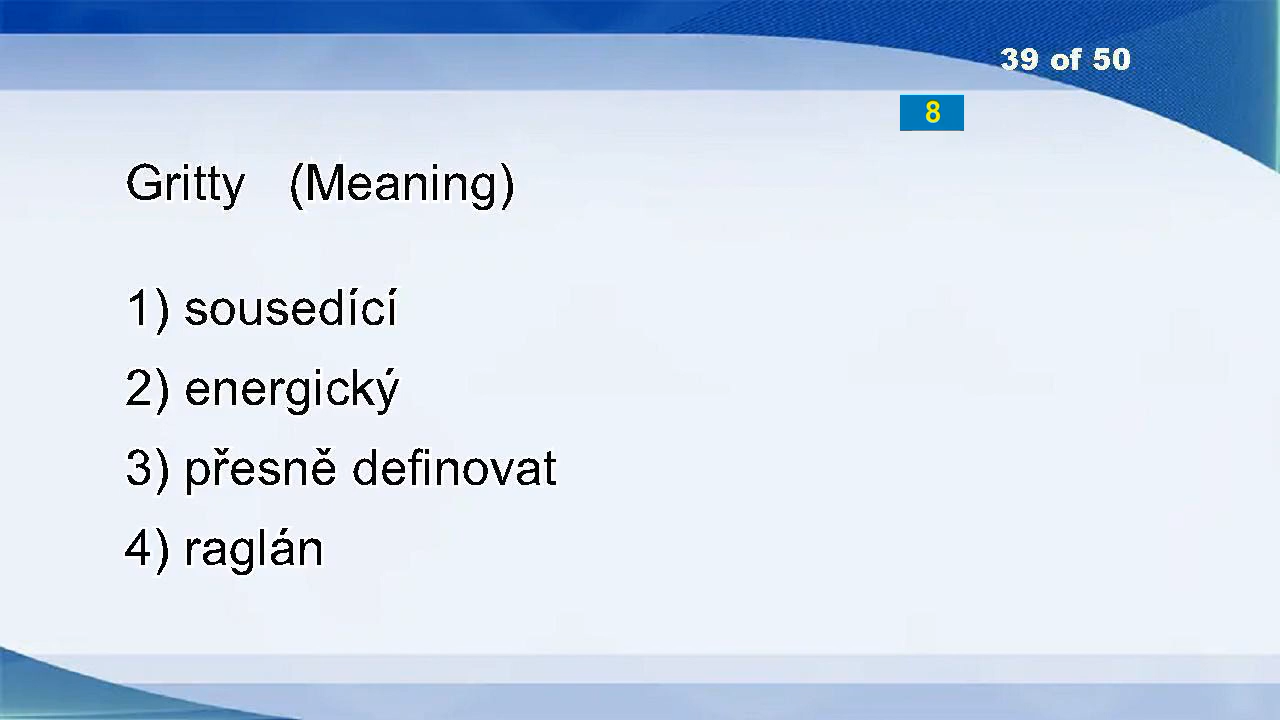 39 of 50
8
Gritty (Meaning)
1) sousedící
2) energický
3) přesně definovat
4) raglán